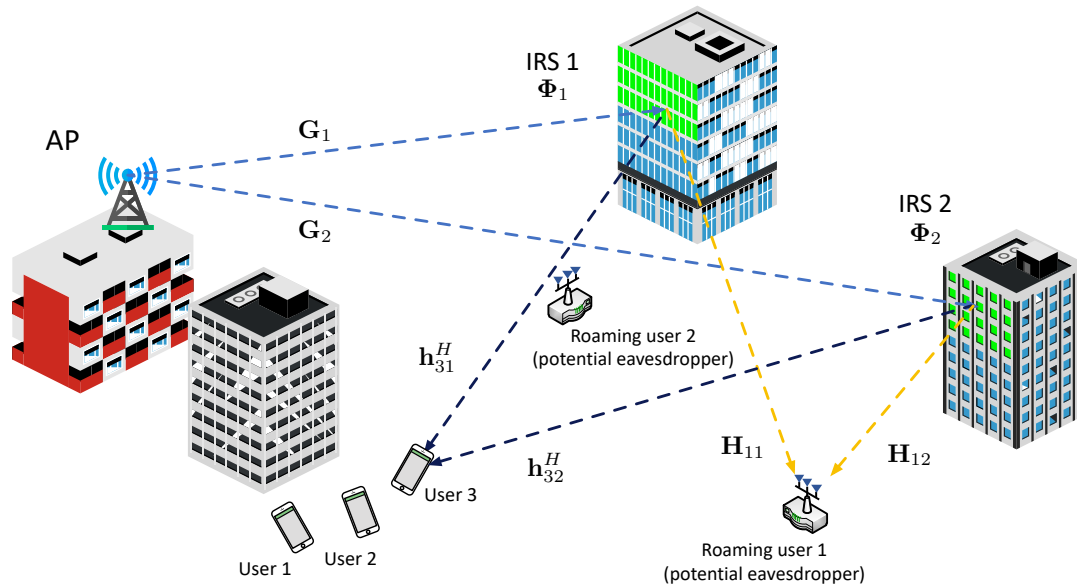 IRS 1
Φ₁
G₁
AP
G₂
IRS 2
Φ₂
Roaming user 2
(potential eavesdropper)
h₃₁ᴴ
H₁₁
H₁₂
h₃₂ᴴ
User 3
User 2
User 1
Roaming user 1
(potential eavesdropper)